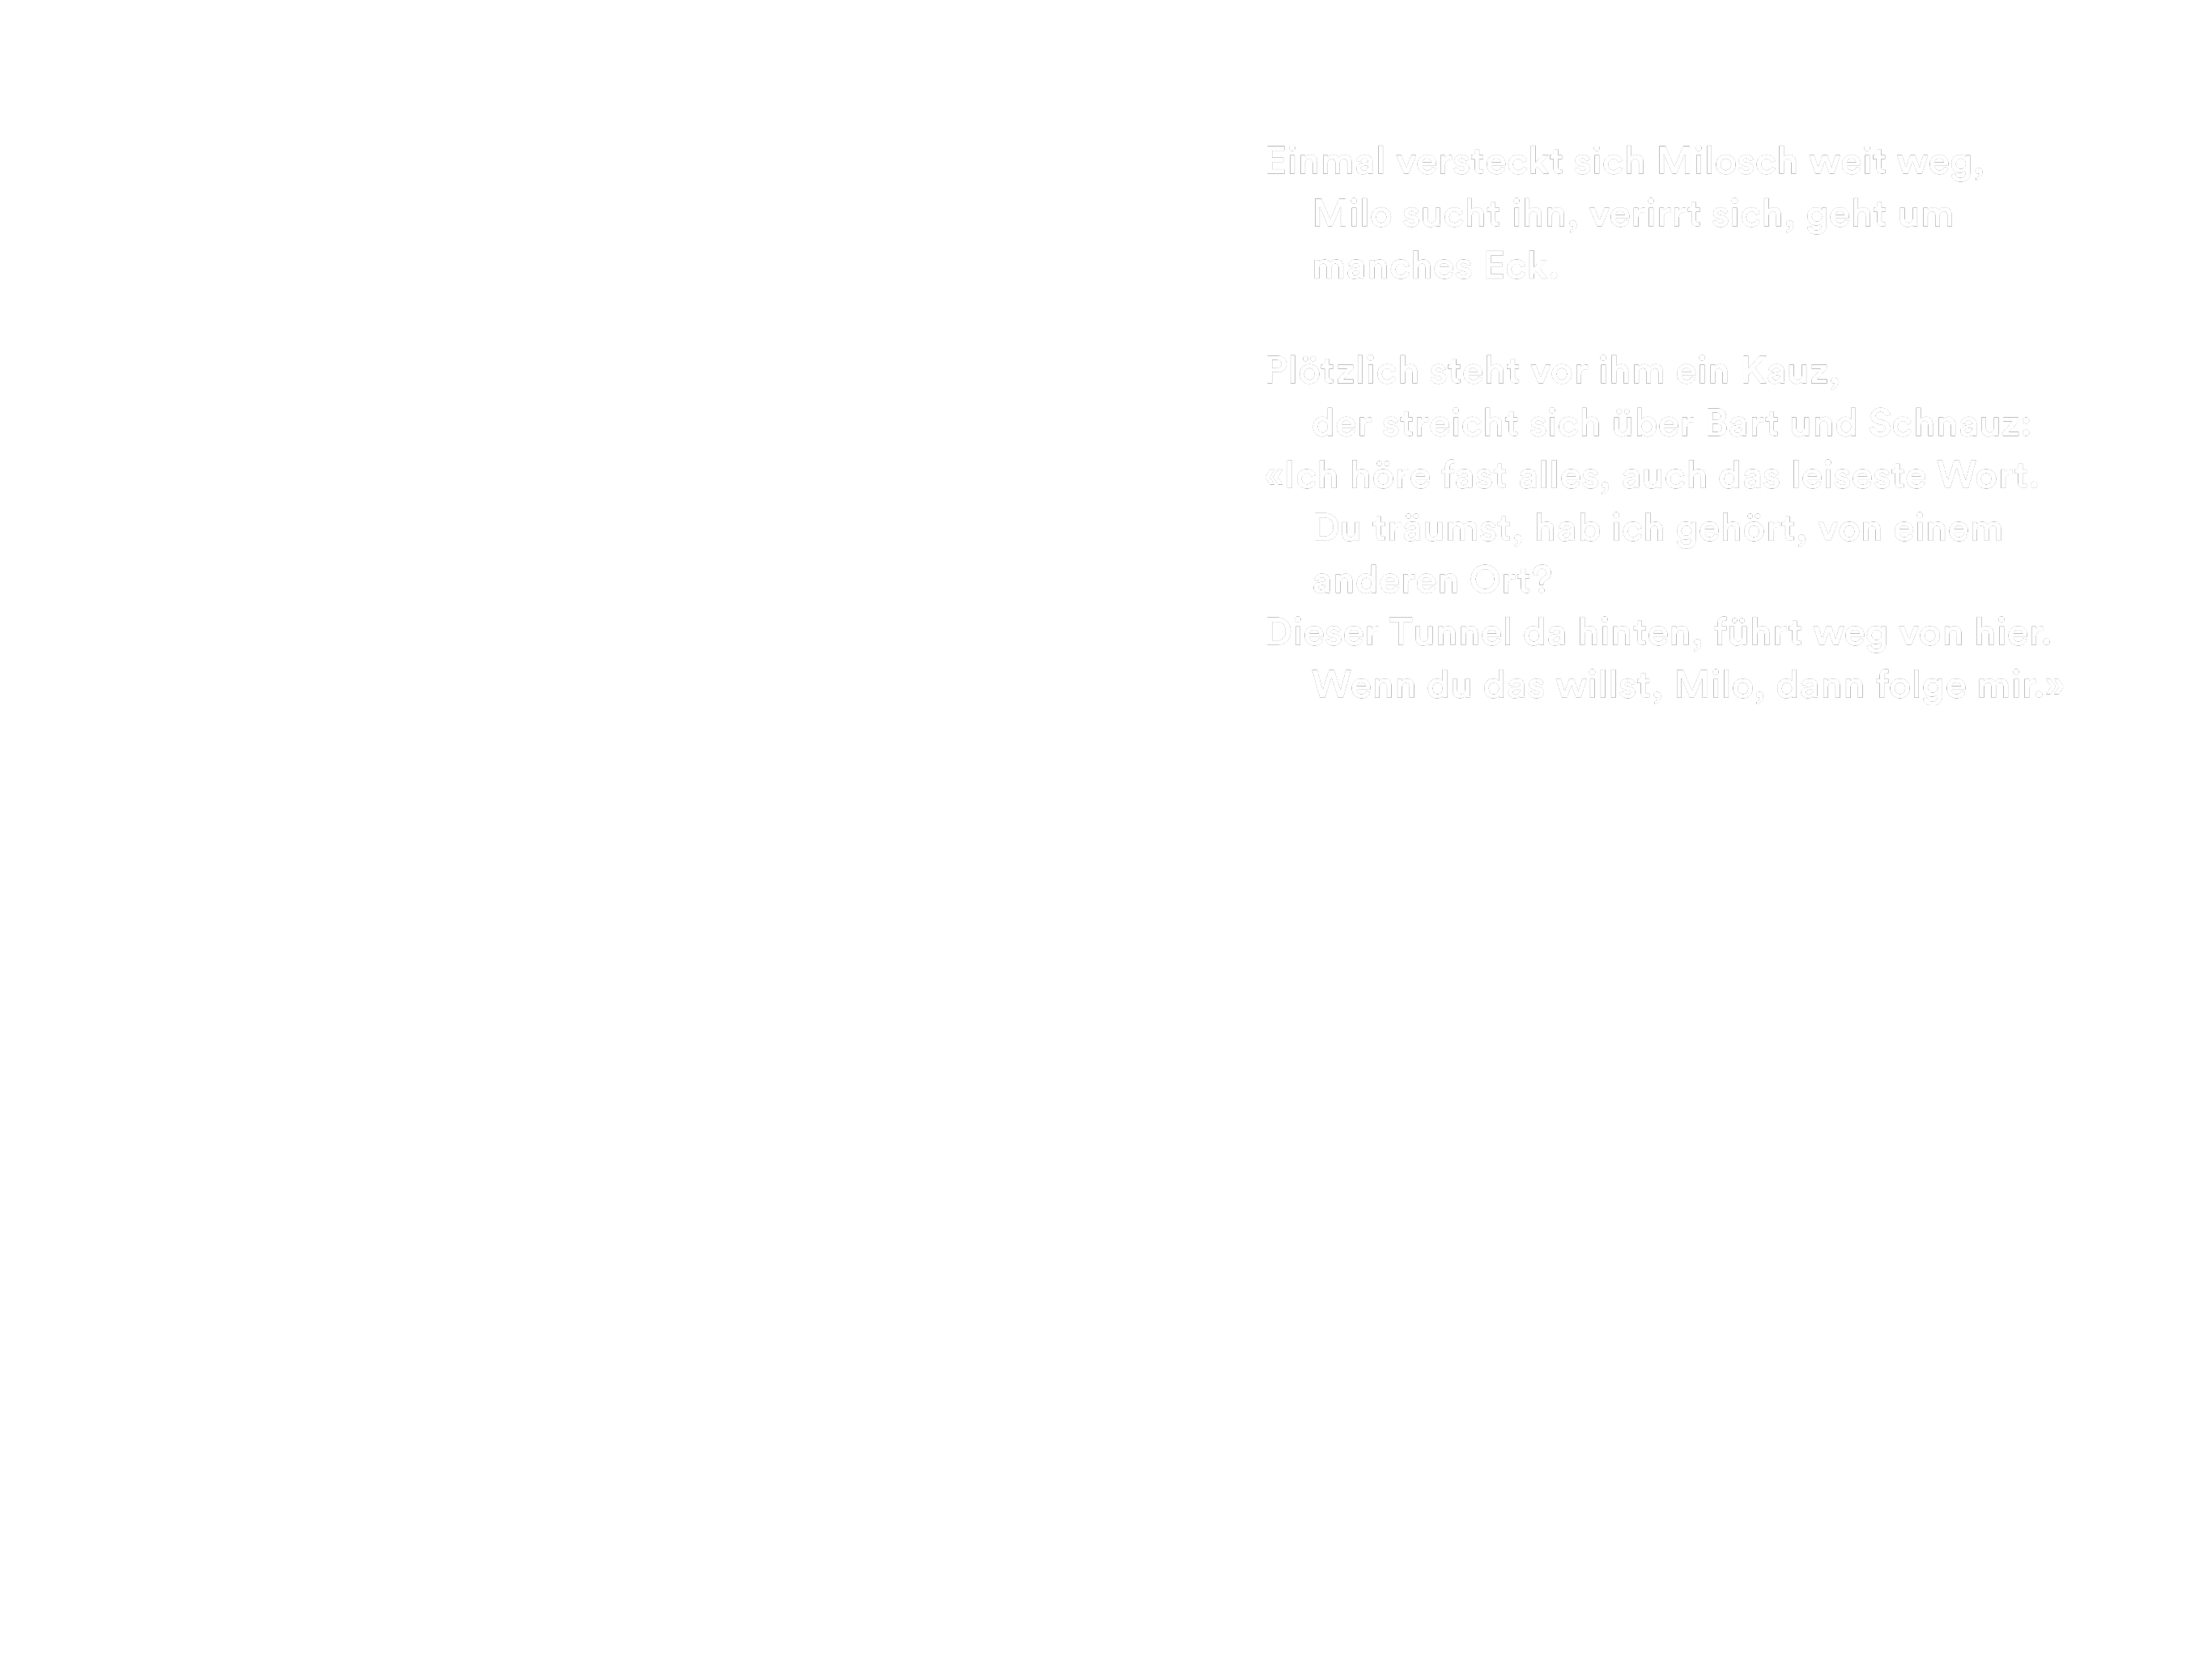 Einmal versteckt sich Milosch weit weg,
Milo sucht ihn, verirrt sich, geht um
manches Eck.
Plötzlich steht vor ihm ein Kauz,
der streicht sich über Bart und Schnauz:
«Ich höre fast alles, auch das leiseste Wort.
Du träumst, hab ich gehört, von einem
anderen Ort?
Dieser Tunnel da hinten, führt weg von hier.
Wenn du das willst, Milo, dann folge mir.»